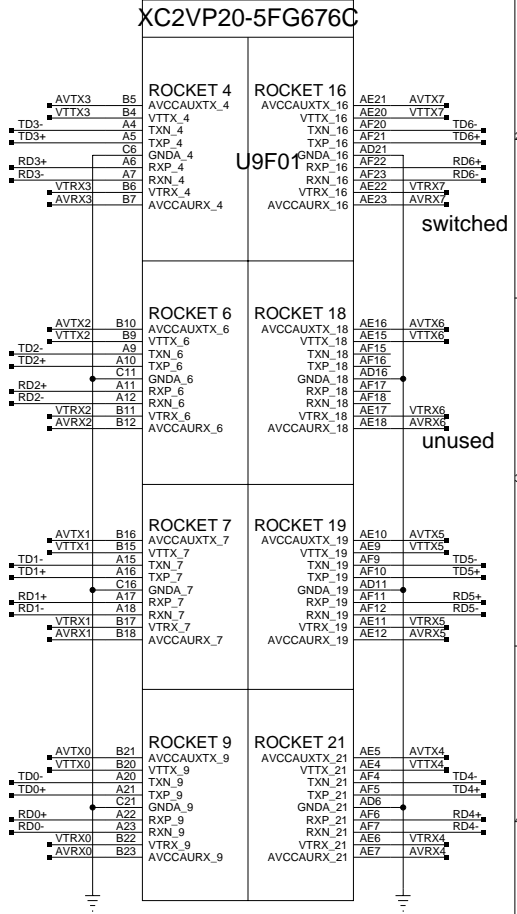 XC2VP20-5FG676C
ROCKET 4 ROCKET 16
AVTX3 B5 AVCCAUXTX_4 AVCCAUXTX_16 AE21 AVTX7
VTTX3 B4 VTTX_4 VTTX_16 AE20 VTTX7
TD3- A4 TXN_4 TXN_16 AF20 TD6-
TD3+ A5 TXP_4 TXP_16 AF21 TD6+
C6 GNDA_4 U9F01 GNDA_16 AD21
RD3+ A6 RXP_4 RXP_16 AF22 RD6+
RD3- A7 RXN_4 RXN_16 AF23 RD6-
VTRX3 B6 VTRX_4 VTRX_16 AE22 VTRX7
AVRX3 B7 AVCCAURX_4 AVCCAURX_16 AE23 AVRX7
switched
ROCKET 6 ROCKET 18
AVTX2 B10 AVCCAUXTX_6 AVCCAUXTX_18 AE16 AVTX6
VTTX2 B9 VTTX_6 VTTX_18 AE15 VTTX6
TD2- A9 TXN_6 TXN_18 AF15
TD2+ A10 TXP_6 TXP_18 AF16
C11 GNDA_6 GNDA_18 AD16
RD2+ A11 RXP_6 RXP_18 AF17
RD2- A12 RXN_6 RXN_18 AF18
VTRX2 B11 VTRX_6 VTRX_18 AE17 VTRX6
AVRX2 B12 AVCCAURX_6 AVCCAURX_18 AE18 AVRX6
unused
ROCKET 7 ROCKET 19
AVTX1 B16 AVCCAUXTX_7 AVCCAUXTX_19 AE10 AVTX5
VTTX1 B15 VTTX_7 VTTX_19 AE9 VTTX5
TD1- A15 TXN_7 TXN_19 AF9 TD5-
TD1+ A16 TXP_7 TXP_19 AF10 TD5+
C16 GNDA_7 GNDA_19 AD11
RD1+ A17 RXP_7 RXP_19 AF11 RD5+
RD1- A18 RXN_7 RXN_19 AF12 RD5-
VTRX1 B17 VTRX_7 VTRX_19 AE11 VTRX5
AVRX1 B18 AVCCAURX_7 AVCCAURX_19 AE12 AVRX5
ROCKET 9 ROCKET 21
AVTX0 B21 AVCCAUXTX_9 AVCCAUXTX_21 AE5 AVTX4
VTTX0 B20 VTTX_9 VTTX_21 AE4 VTTX4
TD0- A20 TXN_9 TXN_21 AF4 TD4-
TD0+ A21 TXP_9 TXP_21 AF5 TD4+
C21 GNDA_9 GNDA_21 AD6
RD0+ A22 RXP_9 RXP_21 AF6 RD4+
RD0- A23 RXN_9 RXN_21 AF7 RD4-
VTRX0 B22 VTRX_9 VTRX_21 AE6 VTRX4
AVRX0 B23 AVCCAURX_9 AVCCAURX_21 AE7 AVRX4